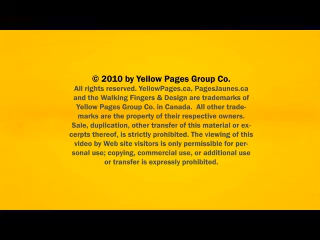 © 2010 by Yellow Pages Group Co.
All rights reserved. YellowPages.ca, PagesJaunes.ca
and the Walking Fingers & Design are trademarks of
Yellow Pages Group Co. in Canada.  All other trade-
marks are the property of their respective owners.
Sale, duplication, other transfer of this material or ex-
cerpts thereof, is strictly prohibited. The viewing of this
video by Web site visitors is only permissible for per-
sonal use; copying, commercial use, or additional use
or transfer is expressly prohibited.